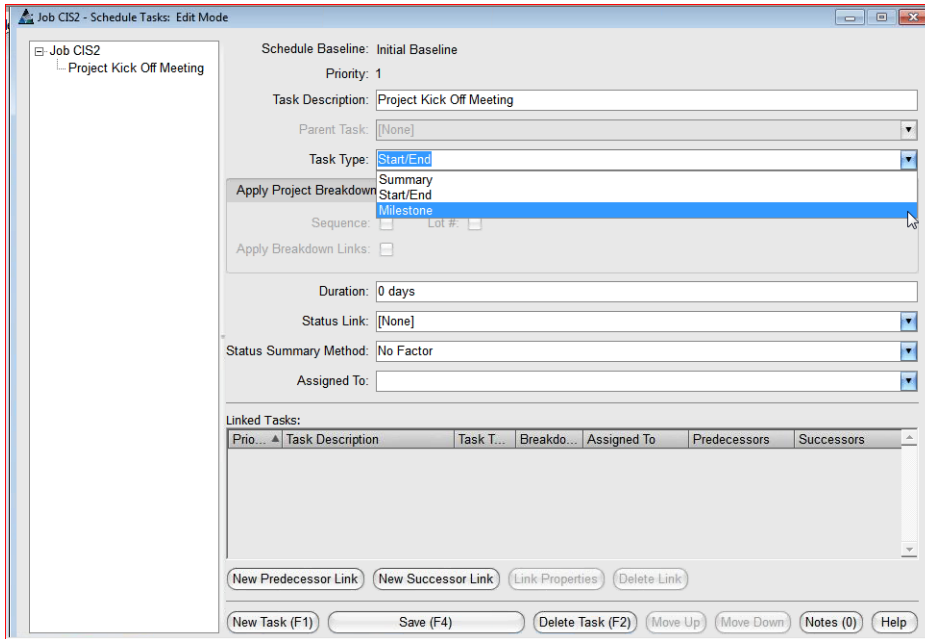 Job CIS2 - Schedule Tasks: Edit Mode
Job CIS2
Project Kick Off Meeting
Schedule Baseline: Initial Baseline
Priority: 1
Task Description: Project Kick Off Meeting
Parent Task: [None]
Task Type: Start/End
Summary
Start/End
Milestone
Apply Project Breakdown
Sequence: Lot #:
Apply Breakdown Links:
Duration: 0 days
Status Link: [None]
Status Summary Method: No Factor
Assigned To:
Linked Tasks:
Prio... Task Description Task T... Breakdo... Assigned To Predecessors Successors
New Predecessor Link New Successor Link Link Properties Delete Link
New Task (F1) Save (F4) Delete Task (F2) Move Up Move Down Notes (0) Help